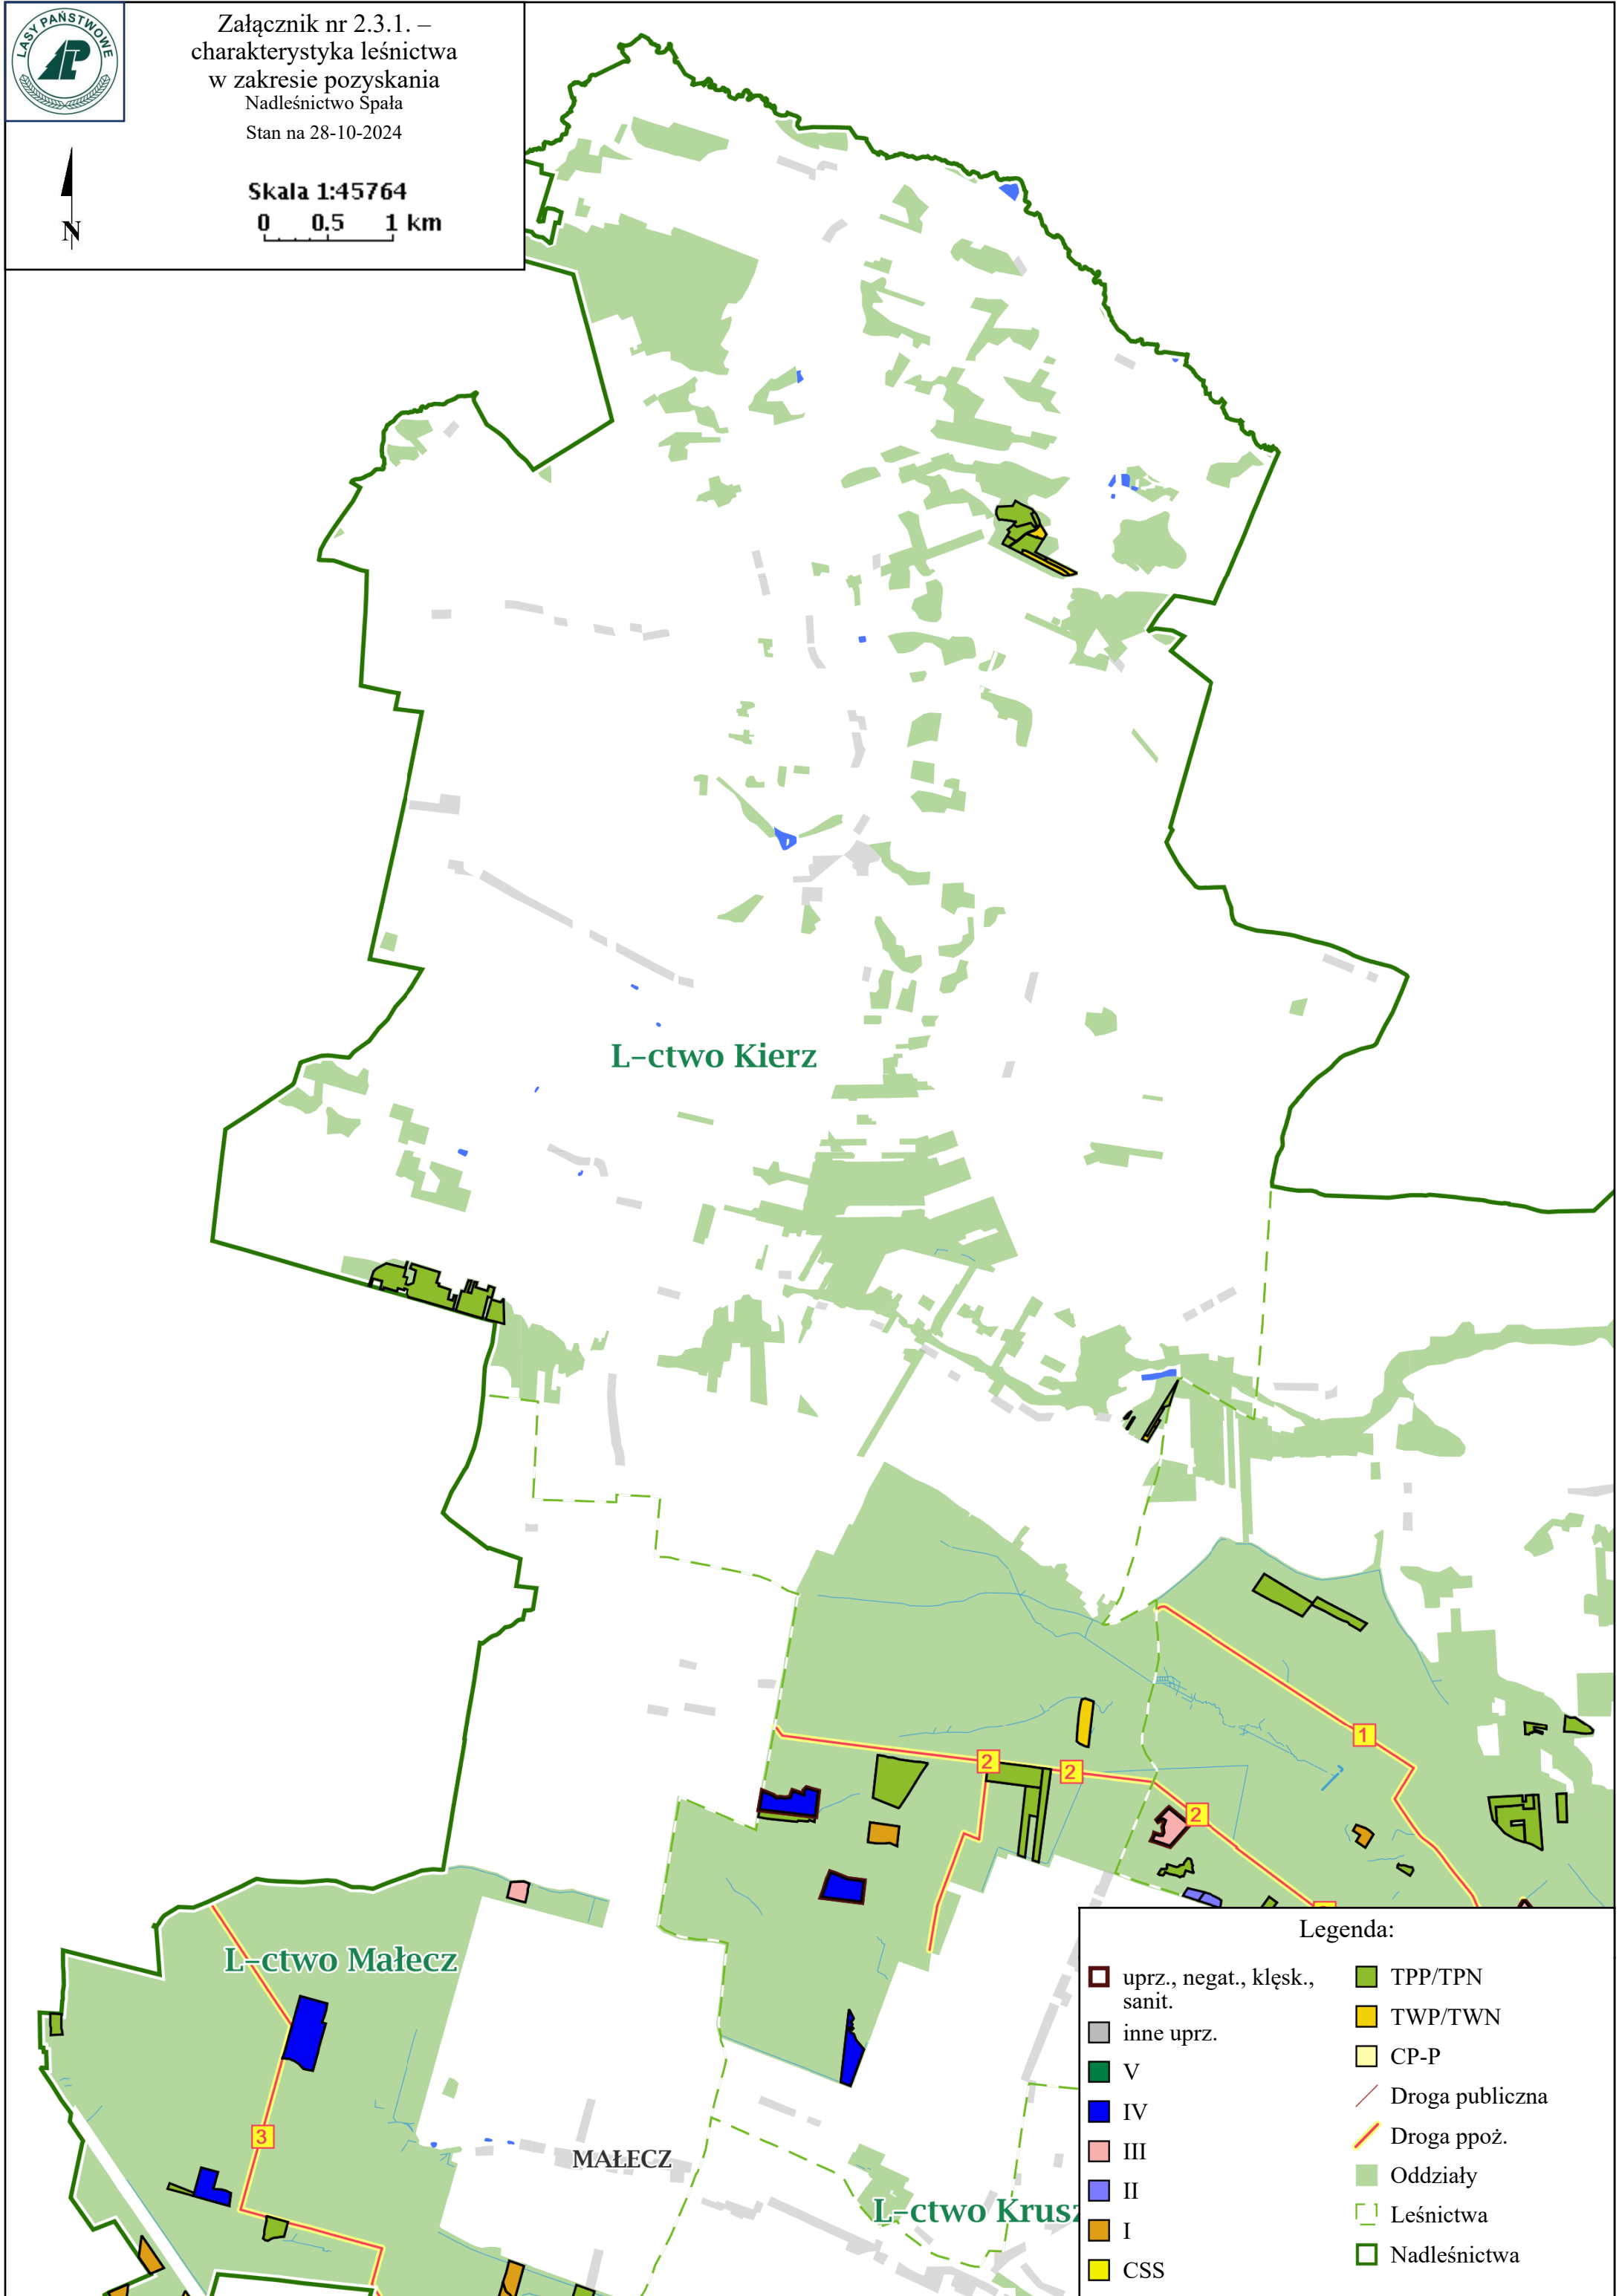 LASY PAŃSTWOWE
Załącznik nr 2.3.1. –
charakterystyka leśnictwa
w zakresie pozyskania
Nadleśnictwo Spała
Stan na 28-10-2024
N
Skala 1:45764
0 0.5 1 km
L-ctwo Kierz
1
2
2
2
L-ctwo Małecz
3
MAŁECZ
L-ctwo Krusz
Legenda:
uprz., negat., klęsk.,
sanit.
inne uprz.
V
IV
III
II
I
CSS
TPP/TPN
TWP/TWN
CP-P
Droga publiczna
Droga ppoż.
Oddziały
Leśnictwa
Nadleśnictwa